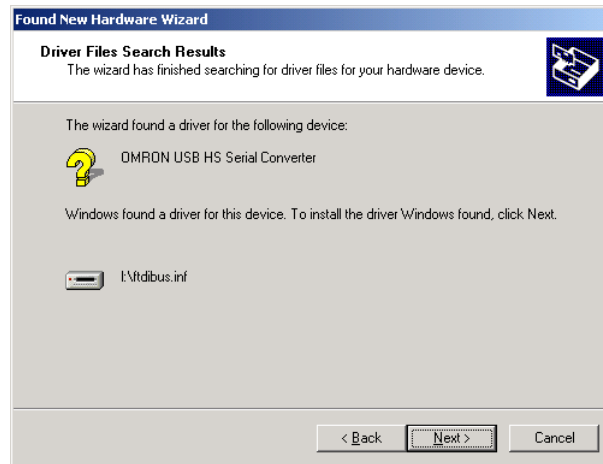 Found New Hardware Wizard
Driver Files Search Results
The wizard has finished searching for driver files for your hardware device.
The wizard found a driver for the following device:
OMRON USB HS Serial Converter
Windows found a driver for this device. To install the driver Windows found, click Next.
I:\ftdibus.inf
< Back
Next >
Cancel